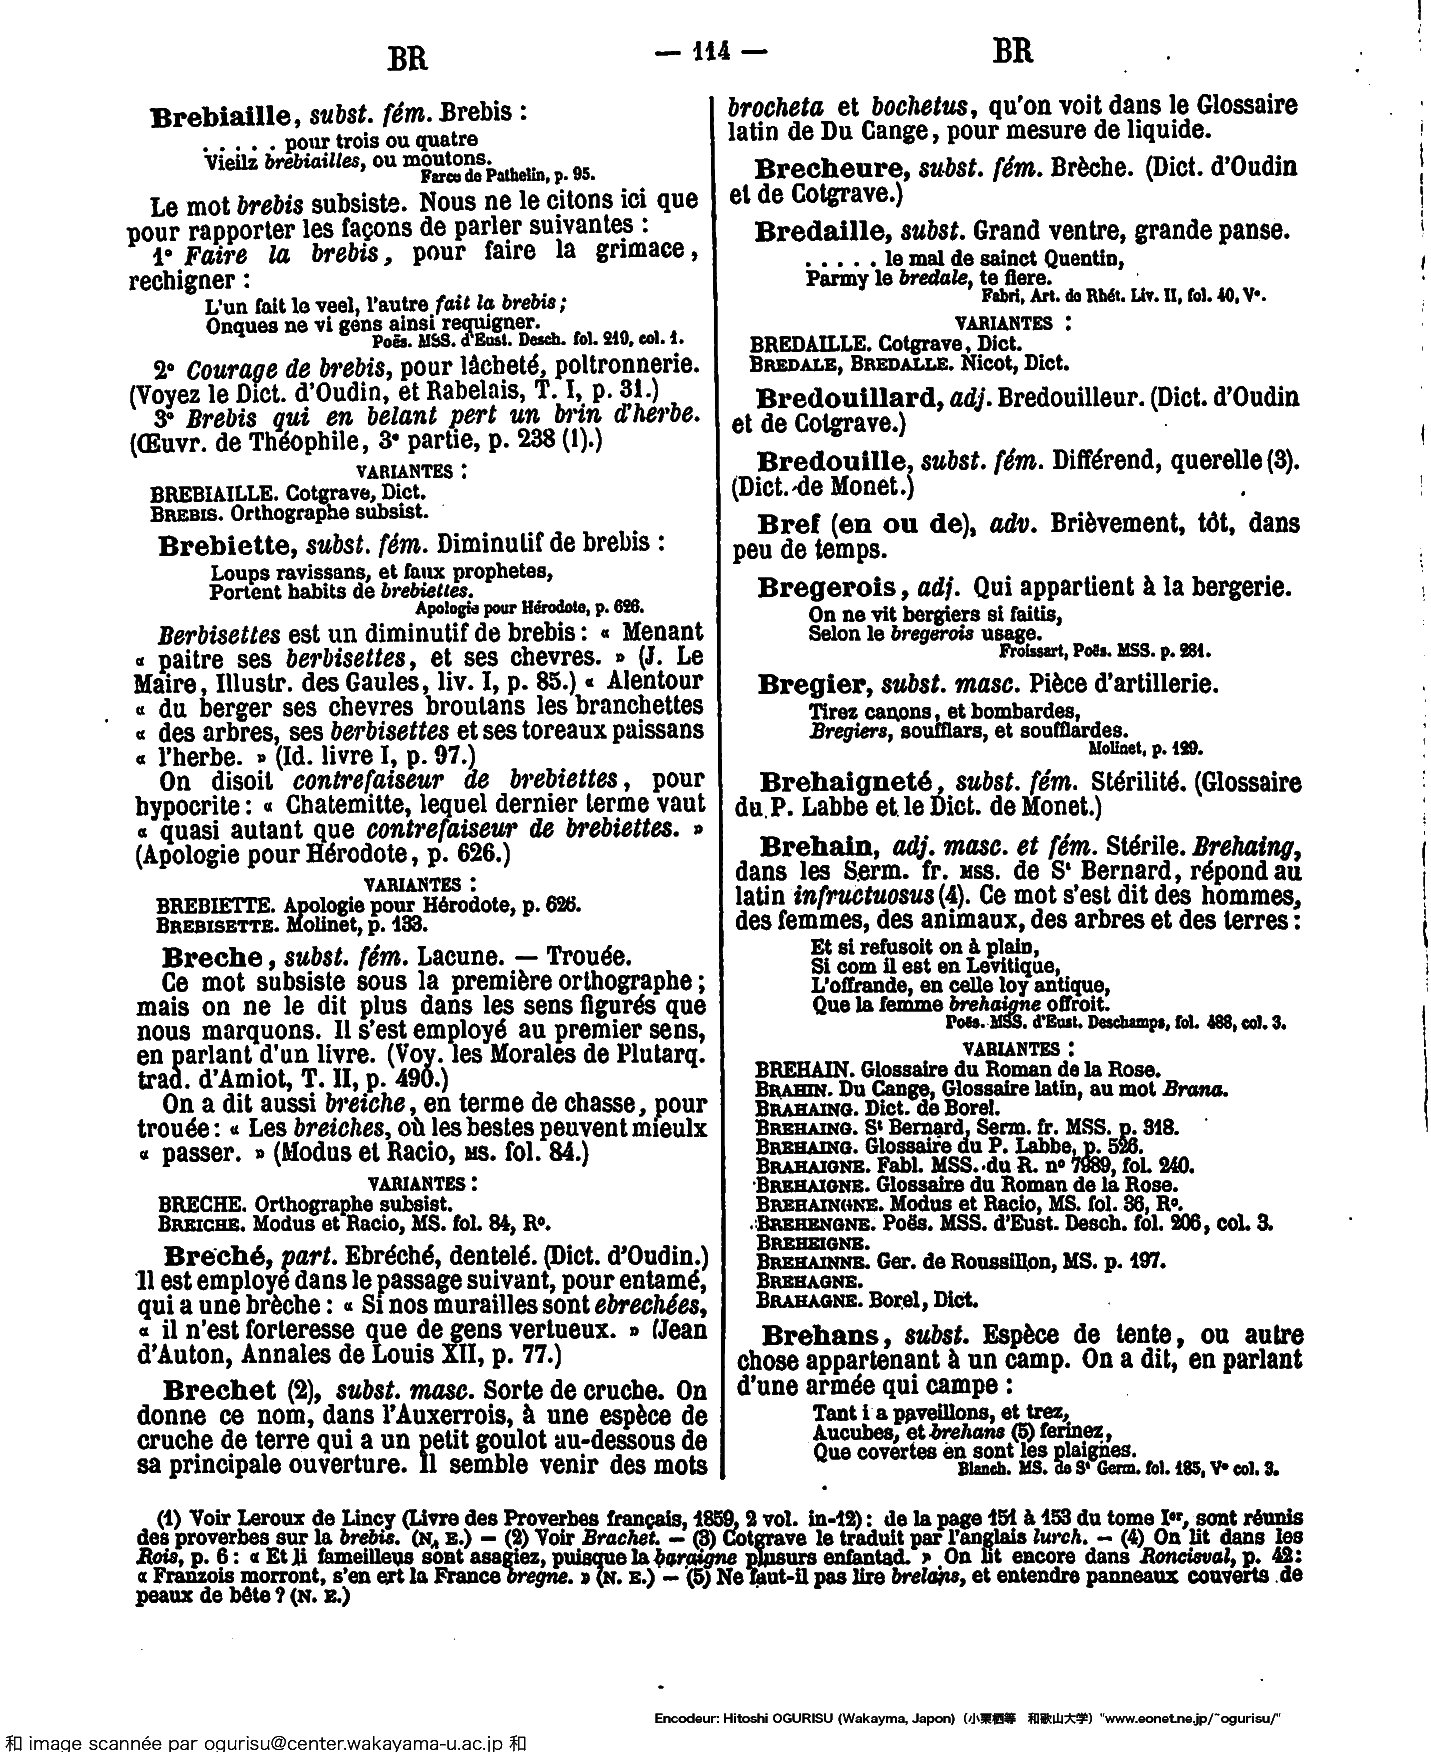 BR
— 114 —
BR
Brebiaille, subst. fém. Brebis :
. . . . . pour trois ou quatre
Vieilz brebiailles, ou moutons.
Farce de Pathelin, p. 95.
Le mot brebis subsiste. Nous ne le citons ici que
pour rapporter les façons de parler suivantes :
1° Faire la brebis, pour faire la grimace,
rechigner :
L'un fait le veel, l'autre fait la brebis;
Onques ne vi gens ainsi requigner.
Poës. MSS. d'Eust. Desch. fol. 210, col. 1.
2° Courage de brebis, pour lâcheté, poltronnerie.
(Voyez le Dict. d'Oudin, et Rabelais, T. I, p. 31.)
3° Brebis qui en belant pert un brin d'herbe.
(Œuvr. de Théophile, 3e partie, p. 238 (1).)
VARIANTES :
BREBIAILLE. Cotgrave, Dict.
BREBIS. Orthographe subsist.
Brebiette, subst. fém. Diminutif de brebis :
Loups ravissans, et faux prophetes,
Portent habits de brebiettes.
Apologie pour Hérodote, p. 626.
Berbisettes est un diminutif de brebis : « Menant
« paitre ses berbisettes, et ses chevres. » (J. Le
Maire, Illustr. des Gaules, liv. I, p. 85.) « Alentour
« du berger ses chevres broutans les branchettes
« des arbres, ses berbisettes et ses toreaux paissans
« l'herbe. » (Id. livre I, p. 97.)
On disoit contrefaiseur de brebiettes, pour
hypocrite : « Chatemitte, lequel dernier terme vaut
« quasi autant que contrefaiseur de brebiettes. »
(Apologie pour Hérodote, p. 626.)
VARIANTES :
BREBIETTE. Apologie pour Hérodote, p. 626.
BREBISETTE. Molinet, p. 133.
Breche, subst. fém. Lacune. — Trouée.
Ce mot subsiste sous la première orthographe ;
mais on ne le dit plus dans les sens figurés que
nous marquons. Il s'est employé au premier sens,
en parlant d'un livre. (Voy. les Morales de Plutarq.
trad. d'Amiot, T. II, p. 490.)
On a dit aussi breiche, en terme de chasse, pour
trouée : « Les breiches, où les bestes peuvent mieulx
« passer. » (Modus et Racio, MS. fol. 84.)
VARIANTES :
BRECHE. Orthographe subsist.
BREICHE. Modus et Racio, MS. fol. 84, R°.
Breché, part. Ebréché, dentelé. (Dict. d'Oudin.)
Il est employé dans le passage suivant, pour entamé,
qui a une brèche : « Si nos murailles sont ebrechées,
« il n'est forteresse que de gens vertueux. » (Jean
d'Auton, Annales de Louis XII, p. 77.)
Brechet (2), subst. masc. Sorte de cruche. On
donne ce nom, dans l'Auxerrois, à une espèce de
cruche de terre qui a un petit goulot au-dessous de
sa principale ouverture. Il semble venir des mots
brocheta et bochetus, qu'on voit dans le Glossaire
latin de Du Cange, pour mesure de liquide.
Brecheure, subst. fém. Brèche. (Dict. d'Oudin
et de Cotgrave.)
Bredaille, subst. Grand ventre, grande panse.
. . . . . le mal de sainct Quentin,
Parmy le bredale, te fiere.
Fabri, Art. de Rhét. Liv. II, fol. 40, V°.
VARIANTES :
BREDAILLE. Cotgrave, Dict.
BREDALE, BREDALLE. Nicot, Dict.
Bredouillard, adj. Bredouilleur. (Dict. d'Oudin
et de Cotgrave.)
Bredouille, subst. fém. Différend, querelle (3).
(Dict. de Monet.)
Bref (en ou de), adv. Brièvement, tôt, dans
peu de temps.
Bregerois, adj. Qui appartient à la bergerie.
On ne vit bergiers si faitis,
Selon le bregerois usage.
Froissart, Poës. MSS. p. 281.
Bregier, subst. masc. Pièce d'artillerie.
Tirez canons, et bombardes,
Bregiers, soufflars, et soufflardes.
Molinet, p. 129.
Brehaigneté, subst. fém. Stérilité. (Glossaire
du P. Labbe et le Dict. de Monet.)
Brehain, adj. masc. et fém. Stérile. Brehaing,
dans les Serm. fr. MSS. de St Bernard, répond au
latin infructuosus (4). Ce mot s'est dit des hommes,
des femmes, des animaux, des arbres et des terres :
Et si refusoit on à plain,
Si com il est en Levitique,
L'offrande, en celle loy antique,
Que la femme brehaigne offroit.
Poës. MSS. d'Eust. Deschamps, fol. 488, col. 3.
VARIANTES :
BREHAIN. Glossaire du Roman de la Rose.
BRAHIN. Du Cange, Glossaire latin, au mot Brana.
BRAHAING. Dict. de Borel.
BREHAING. St Bernard, Serm. fr. MSS. p. 318.
BREHAING. Glossaire du P. Labbe, p. 526.
BRAHAIGNE. Fabl. MSS. du R. n° 7989, fol. 240.
BREHAIGNE. Glossaire du Roman de la Rose.
BREHAINGNE. Modus et Racio, MS. fol. 36, R°.
BREHENGNE. Poës. MSS. d'Eust. Desch. fol. 206, col. 3.
BREHEIGNE.
BREHAINNE. Ger. de Roussillon, MS. p. 197.
BREHAGNE.
BRAHAGNE. Borel, Dict.
Brehans, subst. Espèce de tente, ou autre
chose appartenant à un camp. On a dit, en parlant
d'une armée qui campe :
Tant i a paveillons, et trez,
Aucubes, et brehans (5) ferinez,
Que covertes en sont les plaignes.
Blanch. MS. de St Germ. fol. 185, V° col. 3.
(1) Voir Leroux de Lincy (Livre des Proverbes français, 1859, 2 vol. in-12) : de la page 151 à 153 du tome Ier, sont réunis
des proverbes sur la brebis. (N. E.) — (2) Voir Brachet. — (3) Cotgrave le traduit par l'anglais lurch. — (4) On lit dans les
Rois, p. 6 : « Et li fameilleus sont asagiez, puisque la baraigne plusurs enfantad. » On lit encore dans Roncisval, p. 42 :
« Franzois morront, s'en ert la France bregne. » (N. E.) — (5) Ne faut-il pas lire brelans, et entendre panneaux couverts de
peaux de bête ? (N. E.)
Encodeur: Hitoshi OGURISU (Wakayma, Japon) (小栗栖等 和歌山大学) "www.eonet.ne.jp/~ogurisu/"
和 image scannée par ogurisu@center.wakayama-u.ac.jp 和